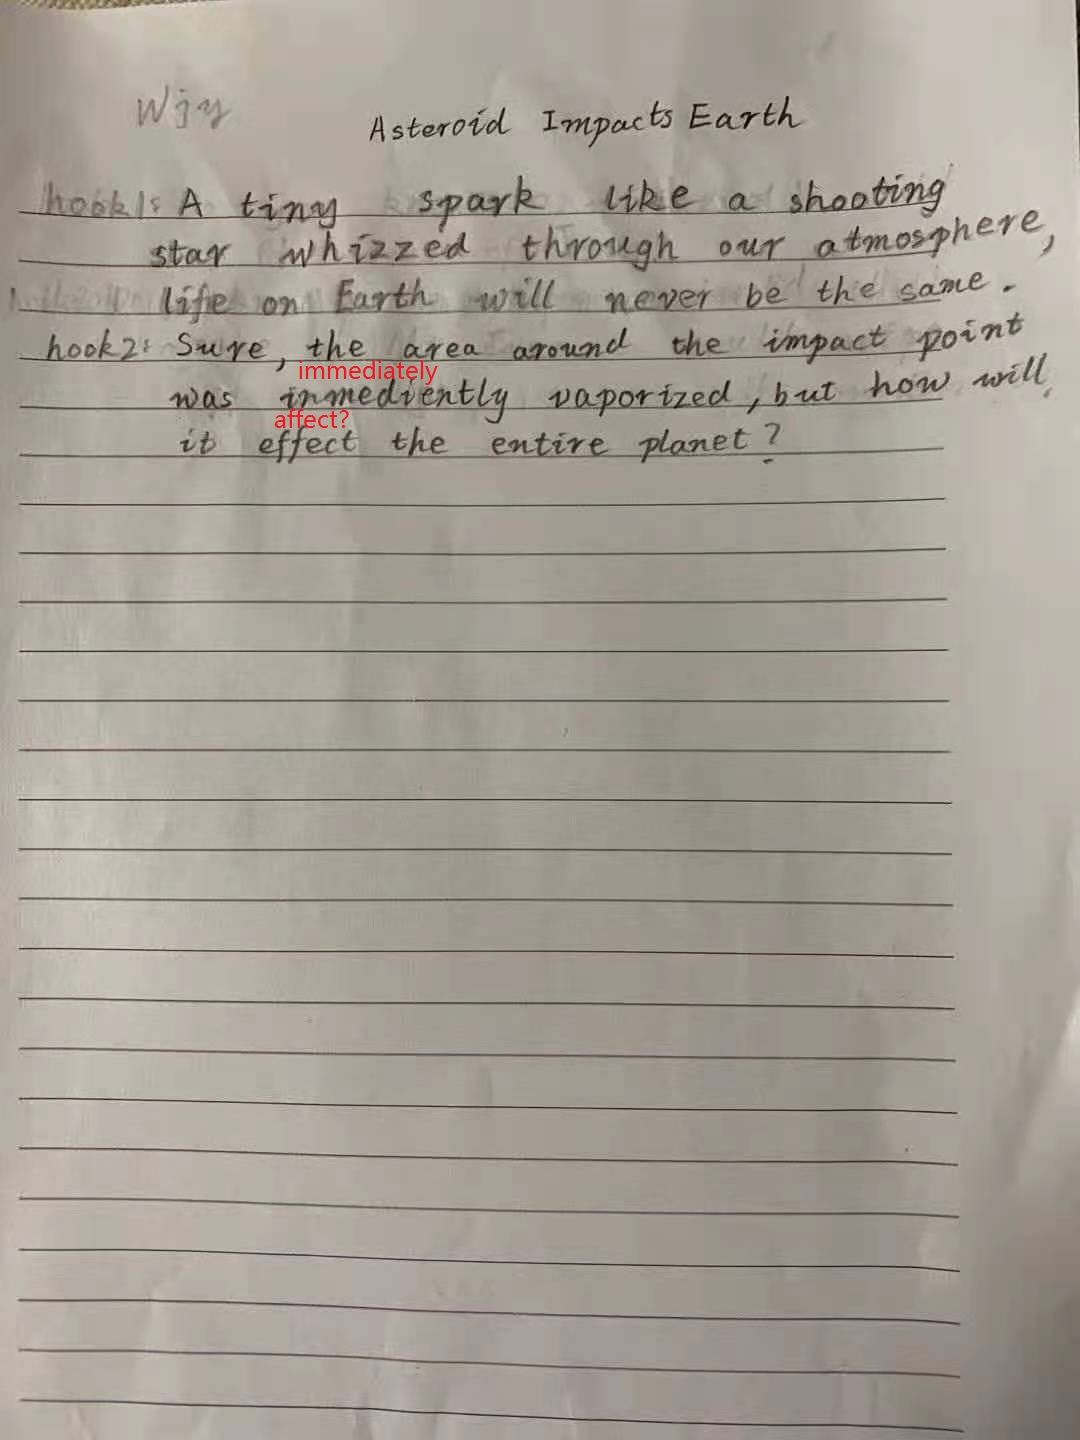 Wjy
Asteroid Impacts Earth
hook1: A tiny spark like a shooting
star whizzed through our atmosphere,
life on Earth will never be the same.
hook2: Sure, the area around the impact point
immediately
was inmediently vaporized, but how will
affect?
it effect the entire planet?